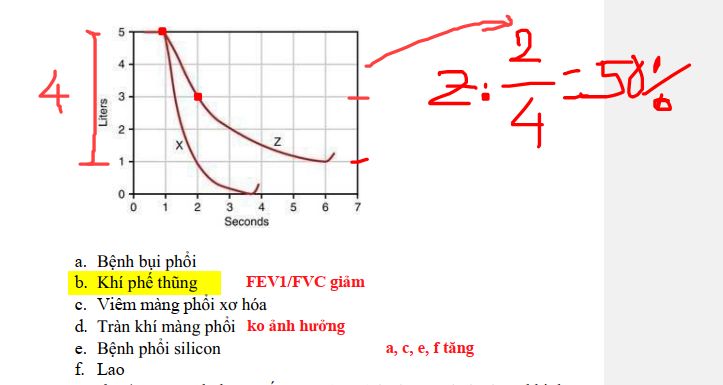 5
4
3
2
1
0
Liters
0 1 2 3 4 5 6 7
Seconds
X
Z
4
Z: 2/4 = 50%
a. Bệnh bụi phổi
b. Khí phế thũng FEV1/FVC giảm
c. Viêm màng phổi xơ hóa
d. Tràn khí màng phổi ko ảnh hưởng
e. Bệnh phổi silicon a, c, e, f tăng
f. Lao